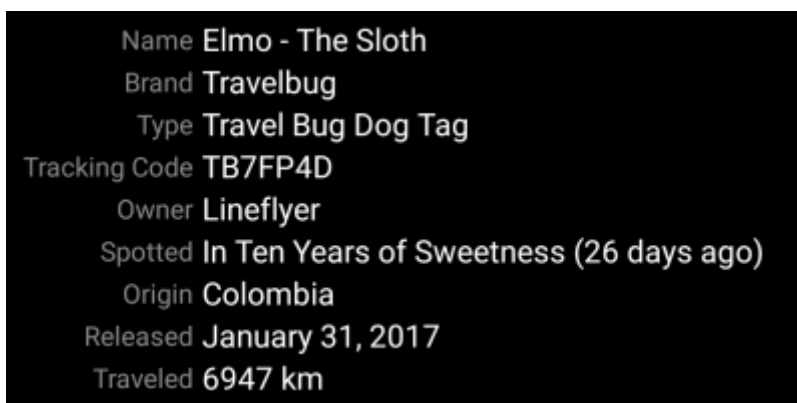 Name Elmo - The Sloth
Brand Travelbug
Type Travel Bug Dog Tag
Tracking Code TB7FP4D
Owner Lineflyer
Spotted In Ten Years of Sweetness (26 days ago)
Origin Colombia
Released January 31, 2017
Traveled 6947 km